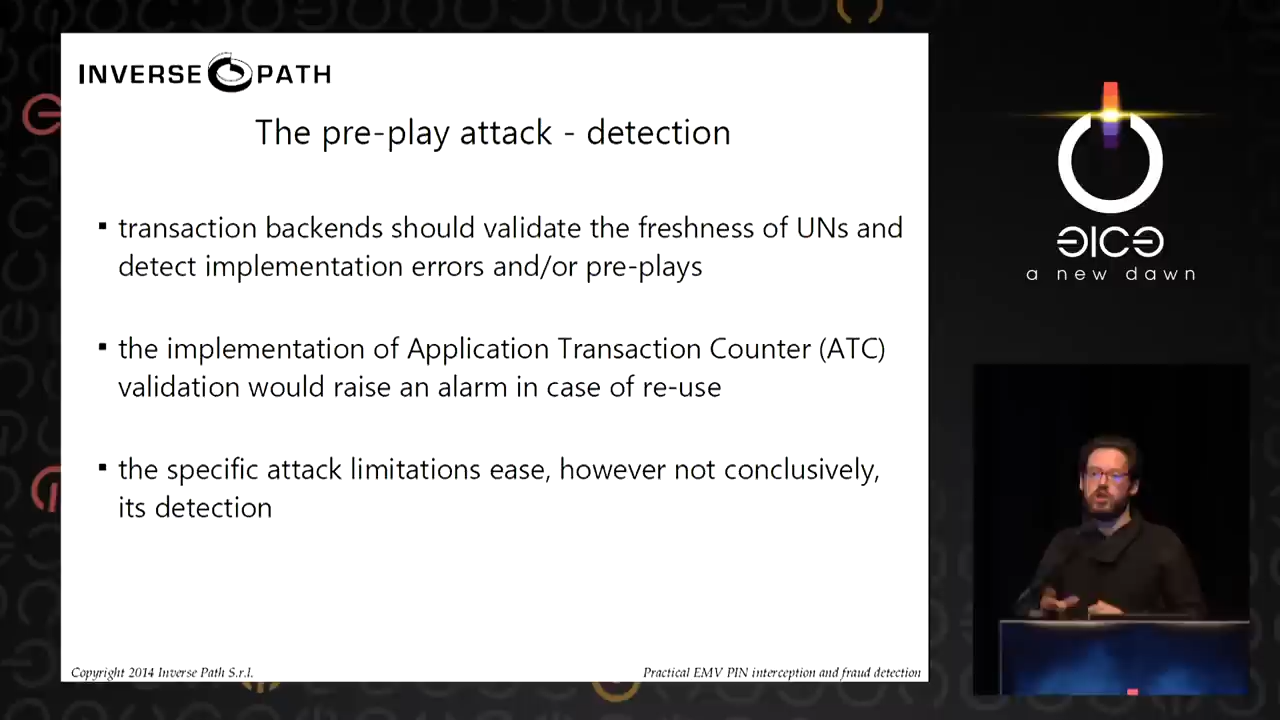 INVERSE PATH
The pre-play attack - detection
▪ transaction backends should validate the freshness of UNs and
detect implementation errors and/or pre-plays
▪ the implementation of Application Transaction Counter (ATC)
validation would raise an alarm in case of re-use
▪ the specific attack limitations ease, however not conclusively,
its detection
Copyright 2014 Inverse Path S.r.l.
Practical EMV PIN interception and fraud detection
a new dawn